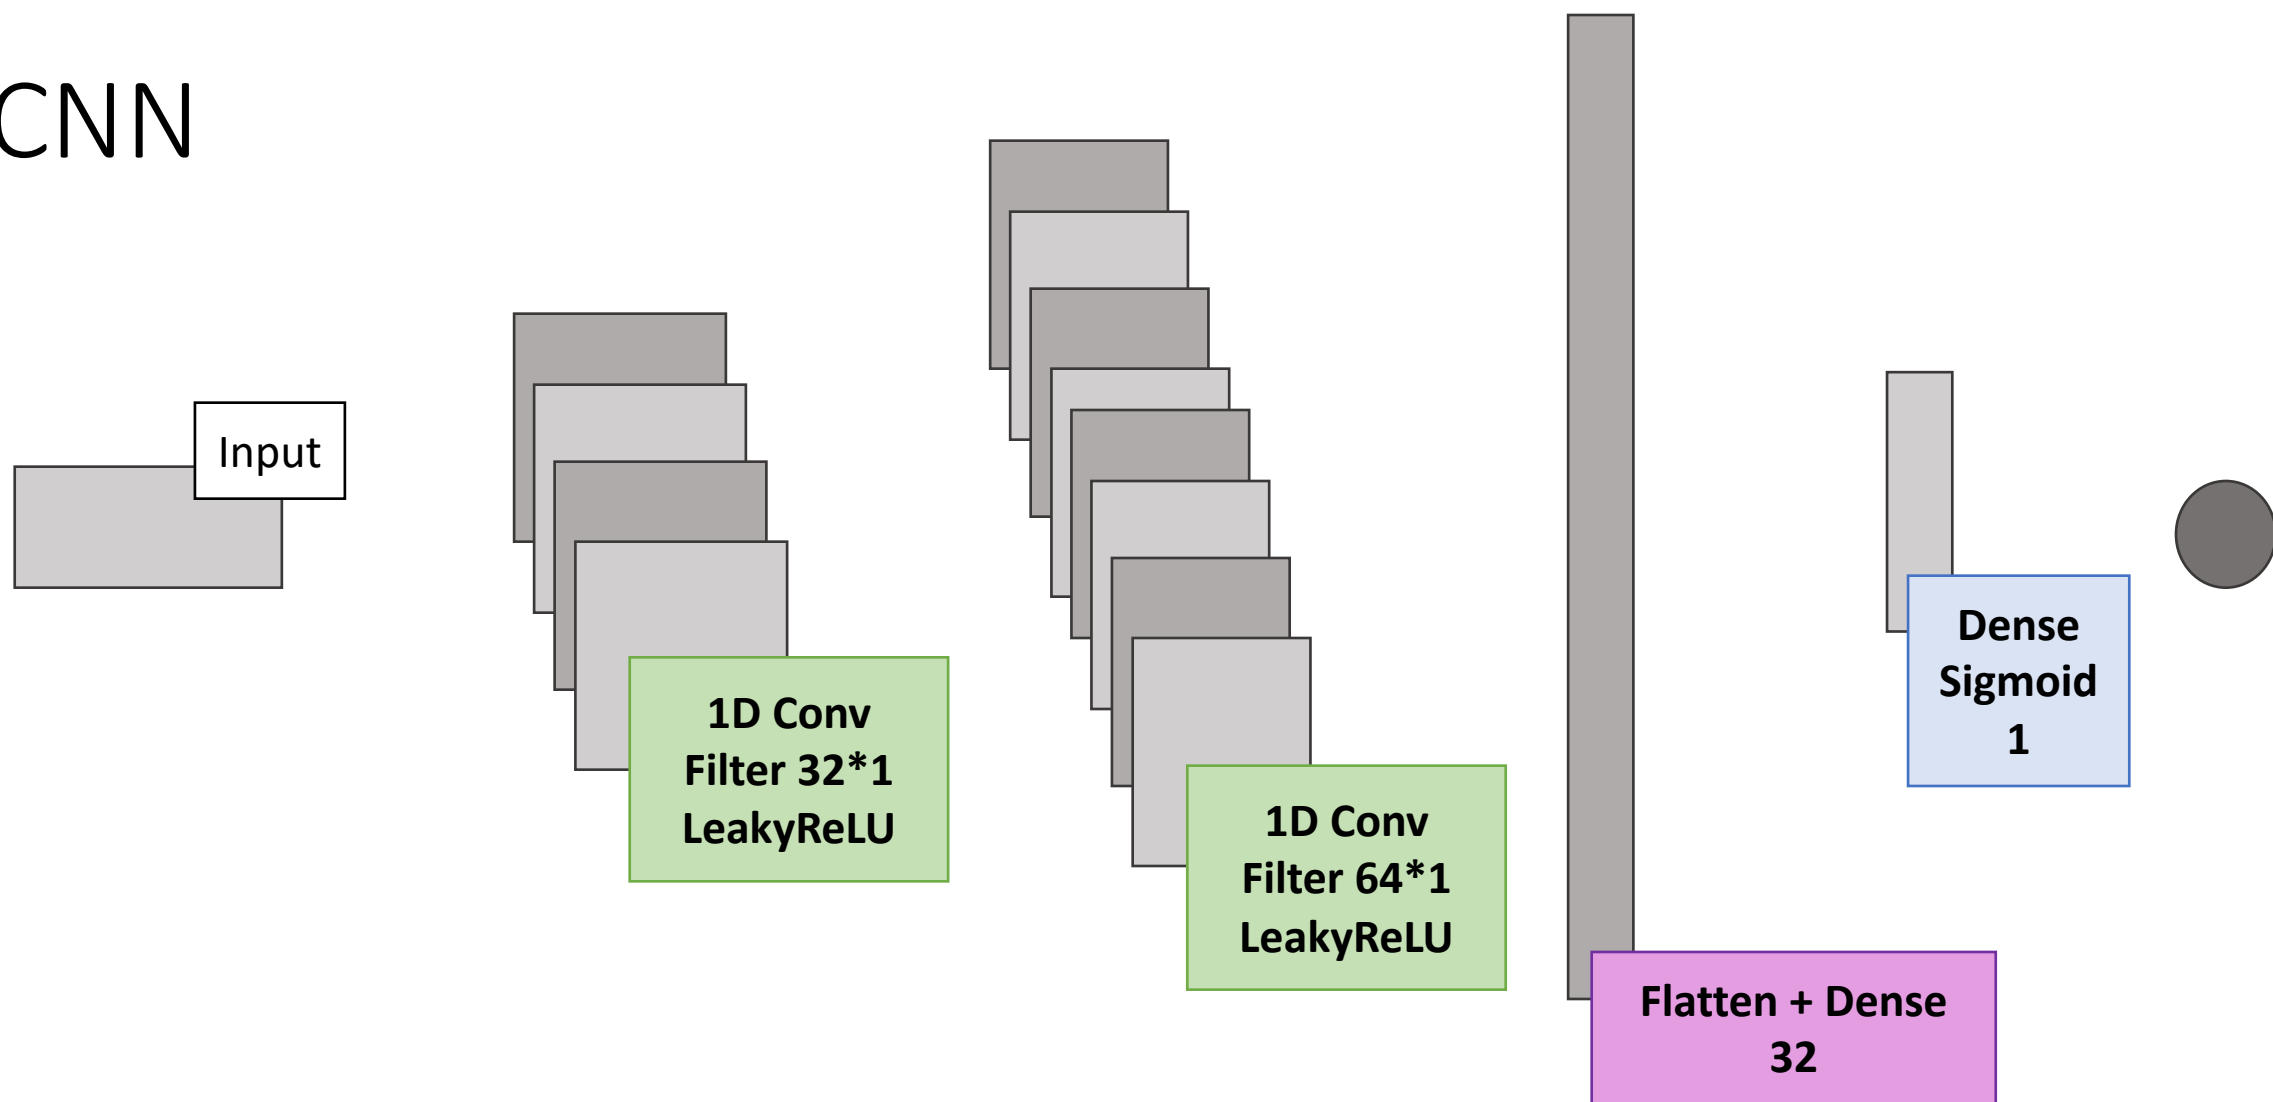 CNN
Input
1D Conv
Filter 32*1
LeakyReLU
1D Conv
Filter 64*1
LeakyReLU
Flatten + Dense
32
Dense
Sigmoid
1